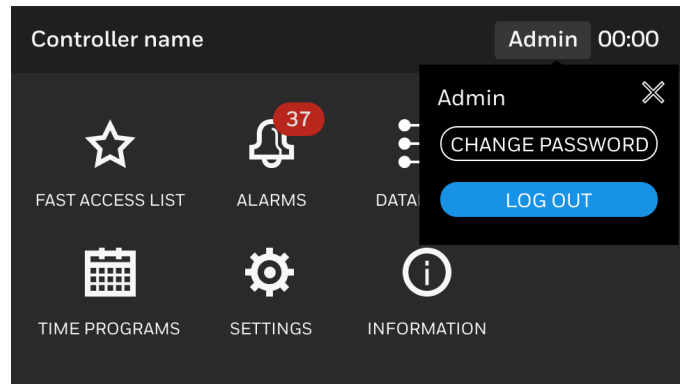 Controller name
Admin 00:00
Admin
CHANGE PASSWORD
LOG OUT
37
FAST ACCESS LIST
ALARMS
TIME PROGRAMS
SETTINGS
INFORMATION